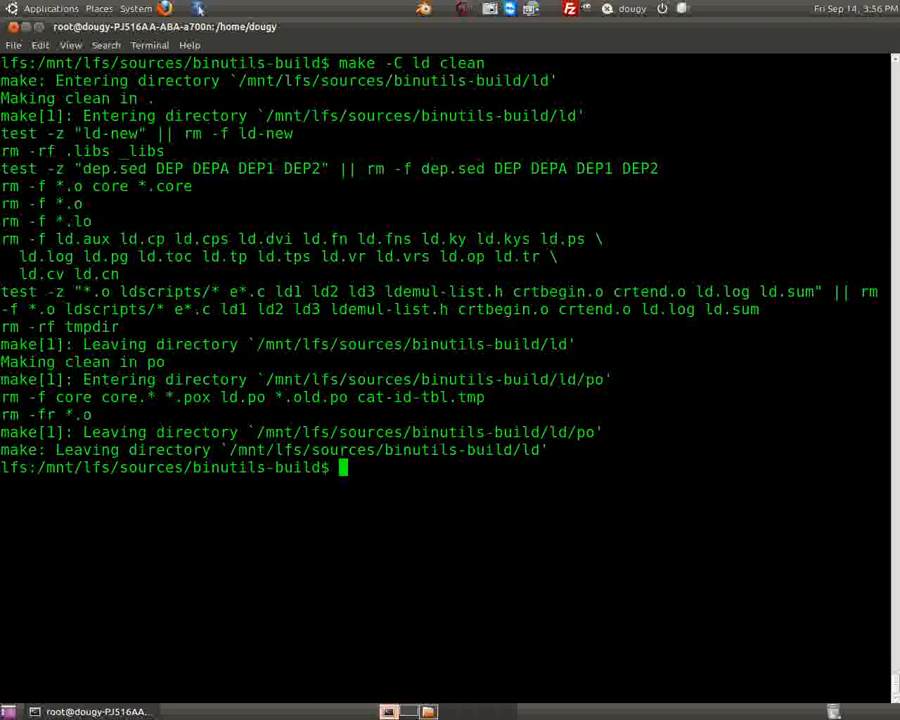 Applications Places System dougy Fri Sep 14, 3:56 PM
root@dougy-PJ516AA-ABA-a700n: /home/dougy
File Edit View Search Terminal Help
lfs:/mnt/lfs/sources/binutils-build$ make -C ld clean
make: Entering directory `/mnt/lfs/sources/binutils-build/ld'
Making clean in .
make[1]: Entering directory `/mnt/lfs/sources/binutils-build/ld'
test -z "ld-new" || rm -f ld-new
rm -rf .libs _libs
test -z "dep.sed DEP DEPA DEP1 DEP2" || rm -f dep.sed DEP DEPA DEP1 DEP2
rm -f *.o core *.core
rm -f *.o
rm -f *.lo
rm -f ld.aux ld.cp ld.cps ld.dvi ld.fn ld.fns ld.ky ld.kys ld.ps \
  ld.log ld.pg ld.toc ld.tp ld.tps ld.vr ld.vrs ld.op ld.tr \
  ld.cv ld.cn
test -z "*.o ldscripts/* e*.c ld1 ld2 ld3 ldemul-list.h crtbegin.o crtend.o ld.log ld.sum" || rm
-f *.o ldscripts/* e*.c ld1 ld2 ld3 ldemul-list.h crtbegin.o crtend.o ld.log ld.sum
rm -rf tmpdir
make[1]: Leaving directory `/mnt/lfs/sources/binutils-build/ld'
Making clean in po
make[1]: Entering directory `/mnt/lfs/sources/binutils-build/ld/po'
rm -f core core.* *.pox ld.po *.old.po cat-id-tbl.tmp
rm -fr *.o
make[1]: Leaving directory `/mnt/lfs/sources/binutils-build/ld/po'
make: Leaving directory `/mnt/lfs/sources/binutils-build/ld'
lfs:/mnt/lfs/sources/binutils-build$
root@dougy-PJ516AA...